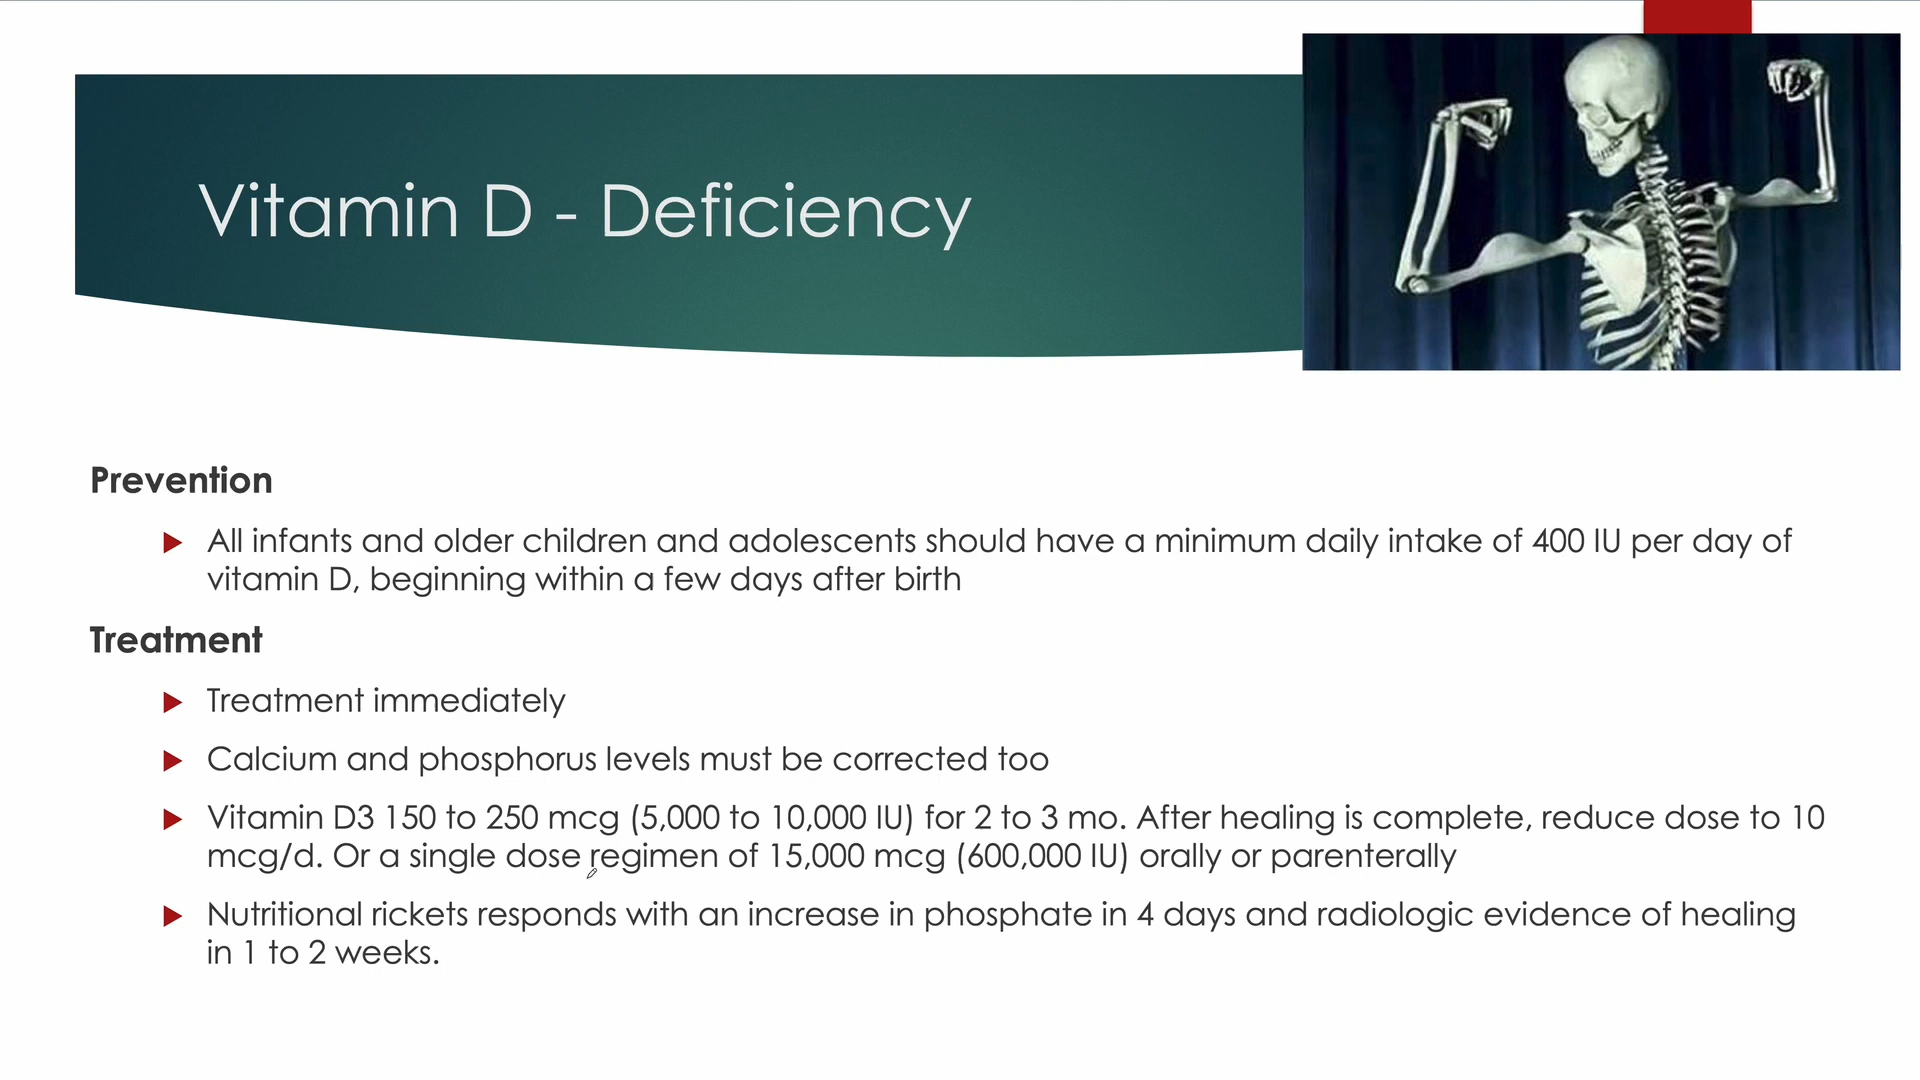 Vitamin D - Deficiency
Prevention
All infants and older children and adolescents should have a minimum daily intake of 400 IU per day of
vitamin D, beginning within a few days after birth
Treatment
Treatment immediately
Calcium and phosphorus levels must be corrected too
Vitamin D3 150 to 250 mcg (5,000 to 10,000 IU) for 2 to 3 mo. After healing is complete, reduce dose to 10
mcg/d. Or a single dose regimen of 15,000 mcg (600,000 IU) orally or parenterally
Nutritional rickets responds with an increase in phosphate in 4 days and radiologic evidence of healing
in 1 to 2 weeks.